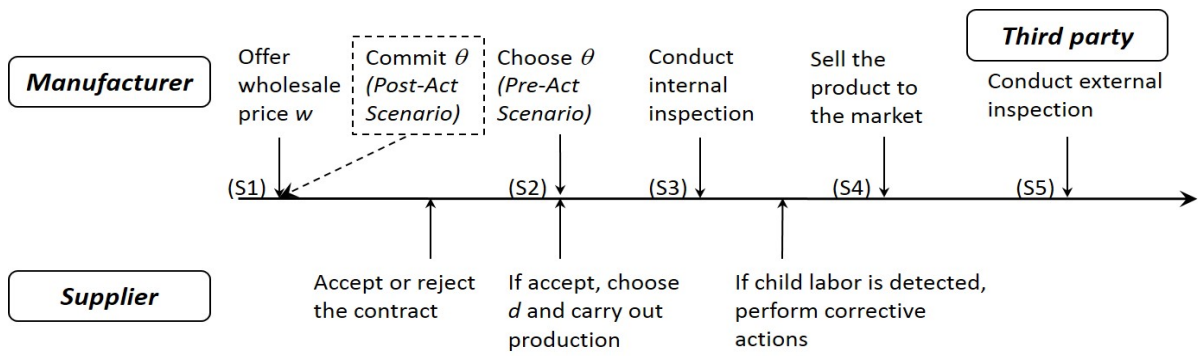 Manufacturer
Offer
wholesale
price w
Commit θ
(Post-Act
Scenario)
Choose θ
(Pre-Act
Scenario)
Conduct
internal
inspection
Sell the
product to
the market
Third party
Conduct external
inspection
(S1)
(S2)
(S3)
(S4)
(S5)
Supplier
Accept or reject
the contract
If accept, choose
d and carry out
production
If child labor is detected,
perform corrective
actions